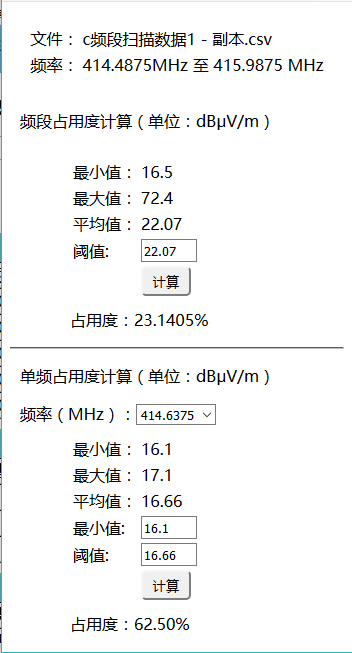 文件： c频段扫描数据1 - 副本.csv
频率： 414.4875MHz 至 415.9875 MHz
频段占用度计算（单位：dBμV/m）
最小值： 16.5
最大值： 72.4
平均值： 22.07
阈值: 22.07
计算
占用度：23.1405%
单频占用度计算（单位：dBμV/m）
频率（MHz）：414.6375
最小值： 16.1
最大值： 17.1
平均值： 16.66
最小值: 16.1
阈值: 16.66
计算
占用度：62.50%